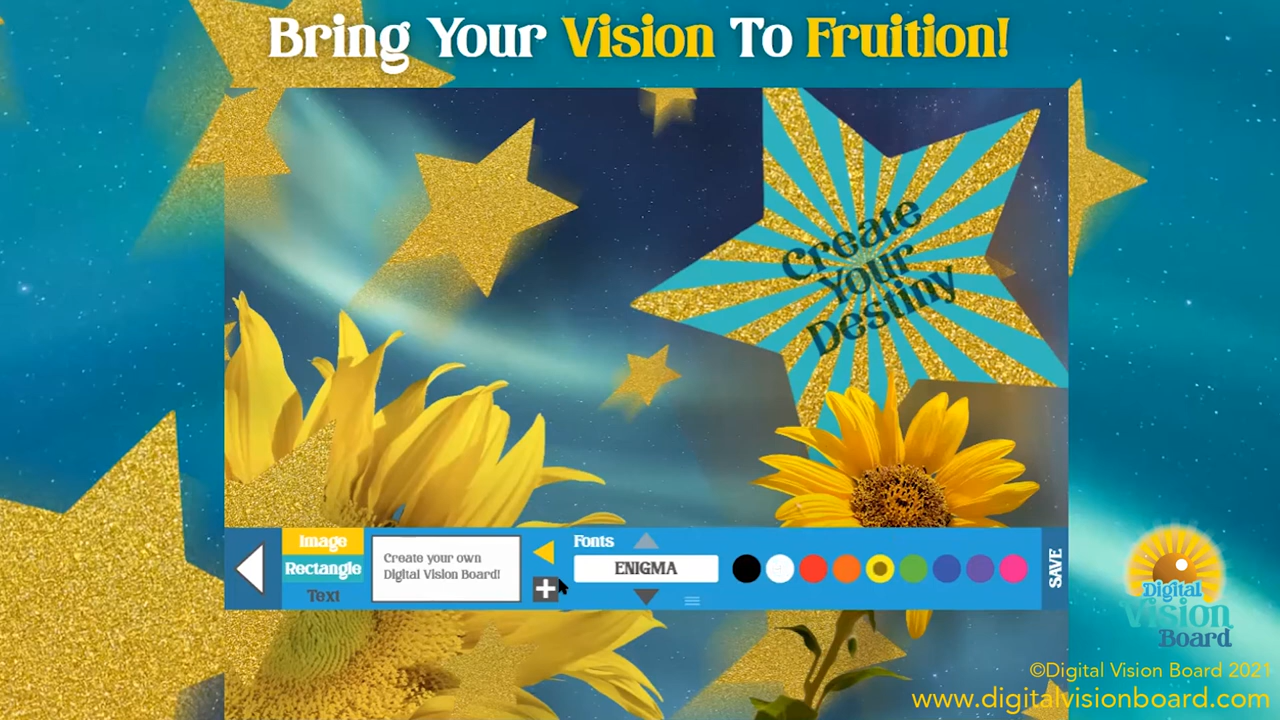 Bring Your Vision To Fruition!
Create
Your
Destiny
Image
Rectangle
Text
Create your own
Digital Vision Board!
Fonts
ENIGMA
SAVE
Digital
Vision
Board
©Digital Vision Board 2021
www.digitalvisionboard.com